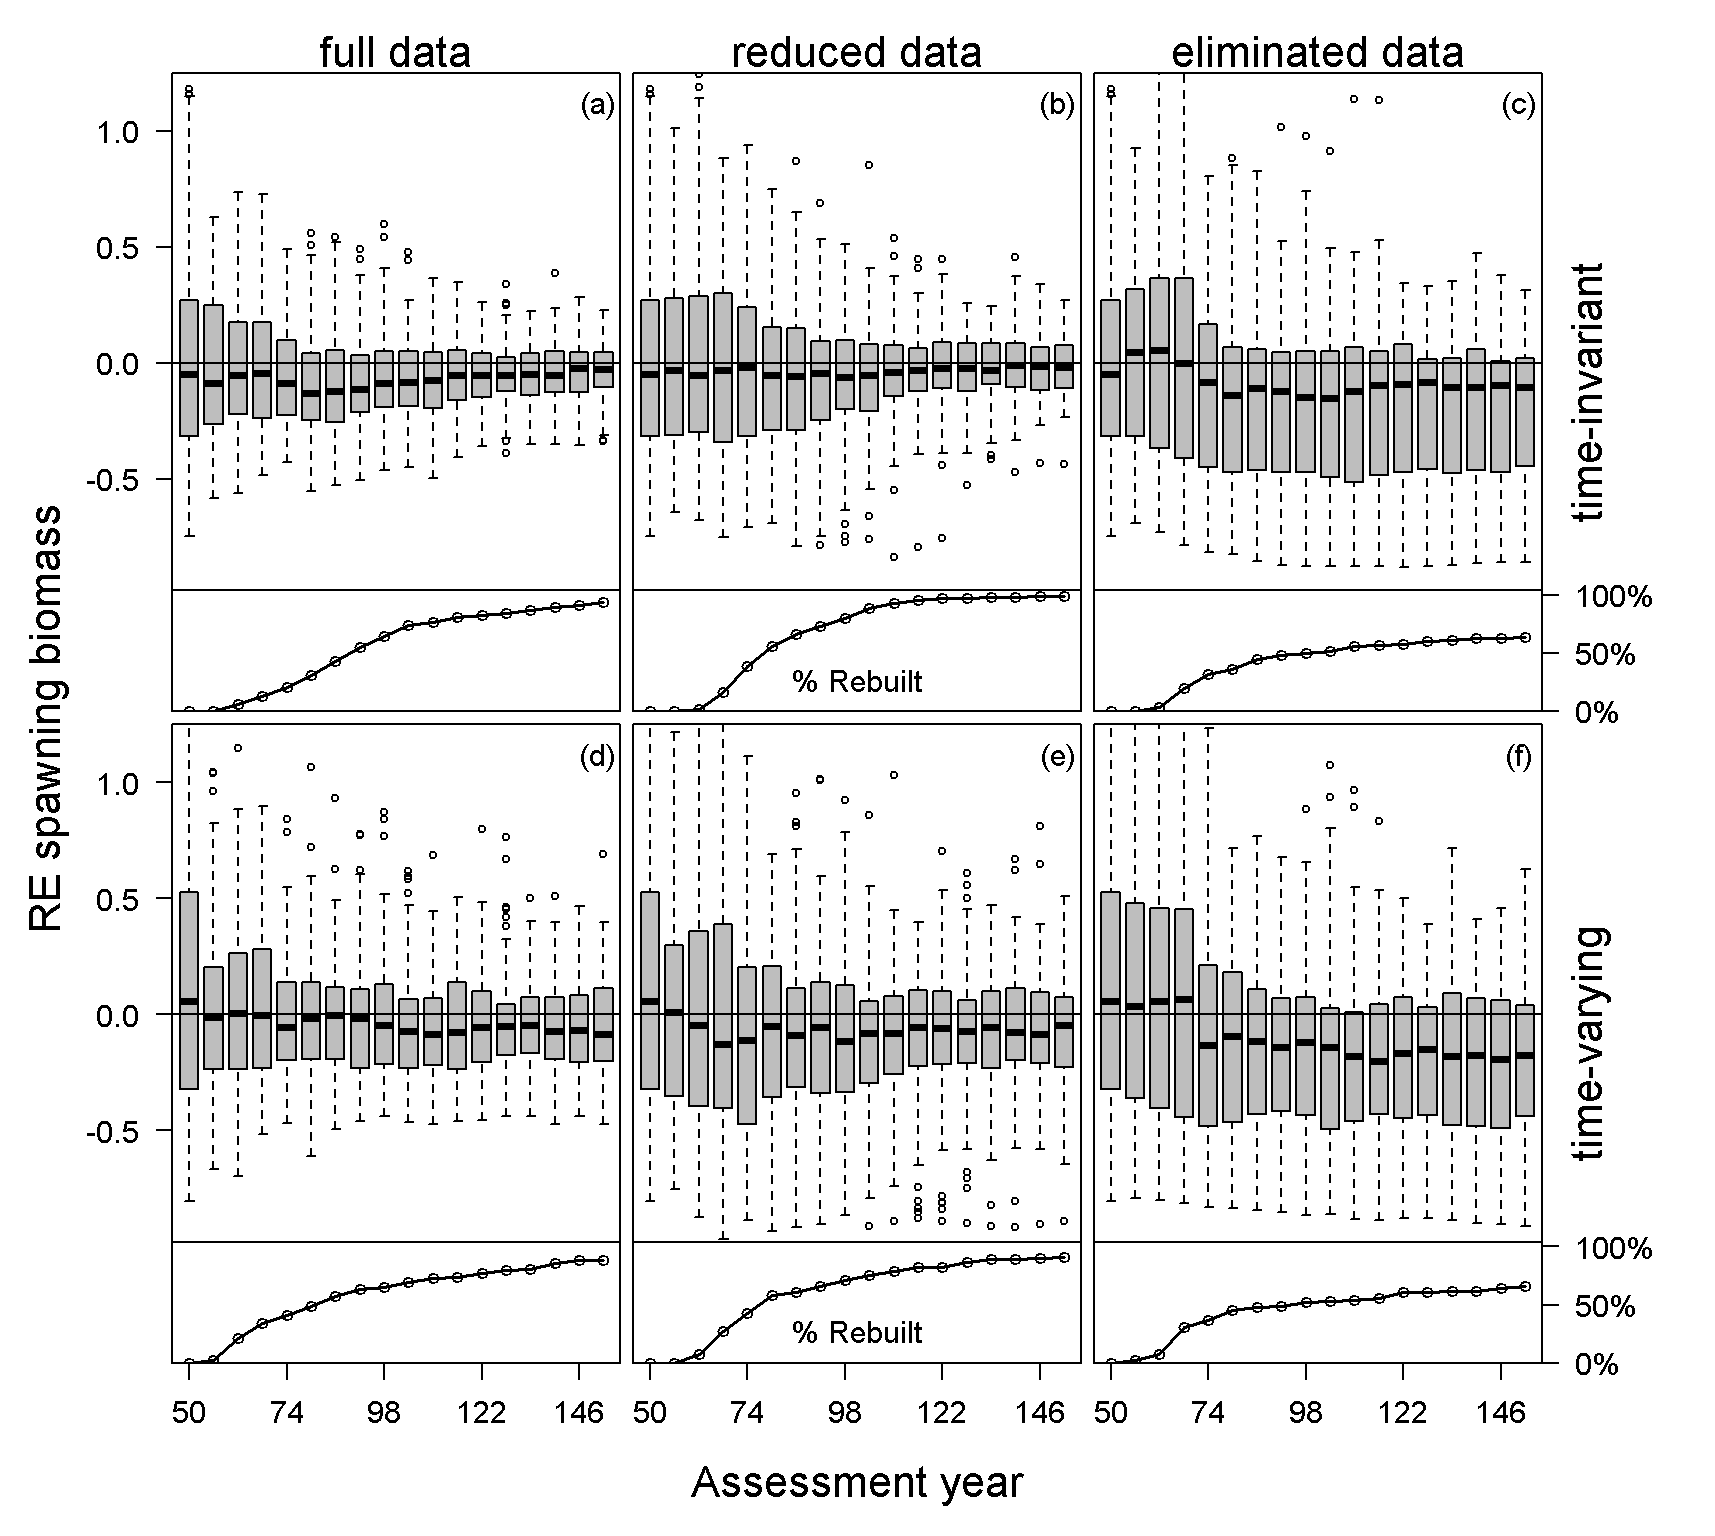 full data
reduced data
eliminated data
(a)
(b)
(c)
1.0
0.5
0.0
-0.5
time-invariant
100%
50%
0%
% Rebuilt
RE spawning biomass
(d)
(e)
(f)
1.0
0.5
0.0
-0.5
time-varying
100%
50%
0%
% Rebuilt
50 74 98 122 146
50 74 98 122 146
50 74 98 122 146
Assessment year